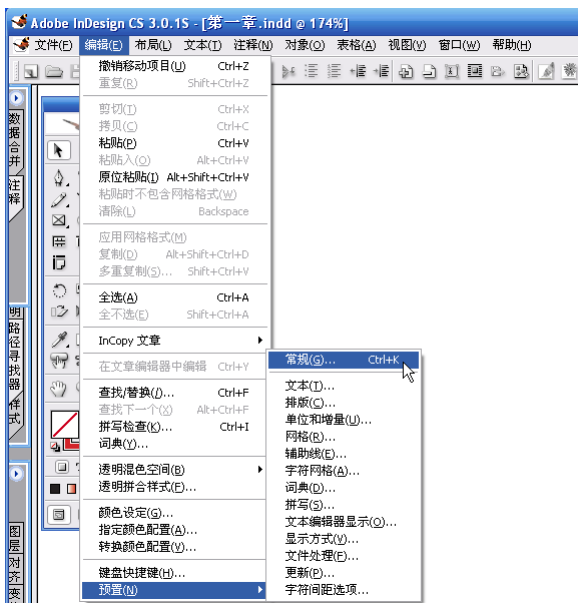 Adobe InDesign CS 3.0.1S - [第一章.indd @ 174%]
文件(F) 编辑(E) 布局(L) 文本(T) 注释(N) 对象(O) 表格(A) 视图(V) 窗口(W) 帮助(H)
撤销移动项目(U) Ctrl+Z
重复(R) Shift+Ctrl+Z
剪切(T) Ctrl+X
拷贝(C) Ctrl+C
粘贴(P) Ctrl+V
粘贴入(O) Alt+Ctrl+V
原位粘贴(I) Alt+Shift+Ctrl+V
粘贴时不包含网格格式(W)
清除(L) Backspace
应用网格格式(M)
复制(D) Alt+Shift+Ctrl+D
多重复制(S)... Shift+Ctrl+V
全选(A) Ctrl+A
全不选(E) Shift+Ctrl+A
InCopy 文章
在文章编辑器中编辑 Ctrl+Y
查找/替换(/)... Ctrl+F
查找下一个(X) Alt+Ctrl+F
拼写检查(K)... Ctrl+I
词典(Y)...
透明混色空间(B)
透明拼合样式(F)...
颜色设定(G)...
指定颜色配置(A)...
转换颜色配置(V)...
键盘快捷键(H)...
预置(N)
常规(G)... Ctrl+K
文本(T)...
排版(C)...
单位和增量(U)...
网格(R)...
辅助线(E)...
字符网格(A)...
词典(D)...
拼写(S)...
文本编辑器显示(O)...
显示方式(V)...
文件处理(F)...
更新(P)...
字符间距选项...
数据合并
注释
明
路径寻找器
样式
图层
对齐
变